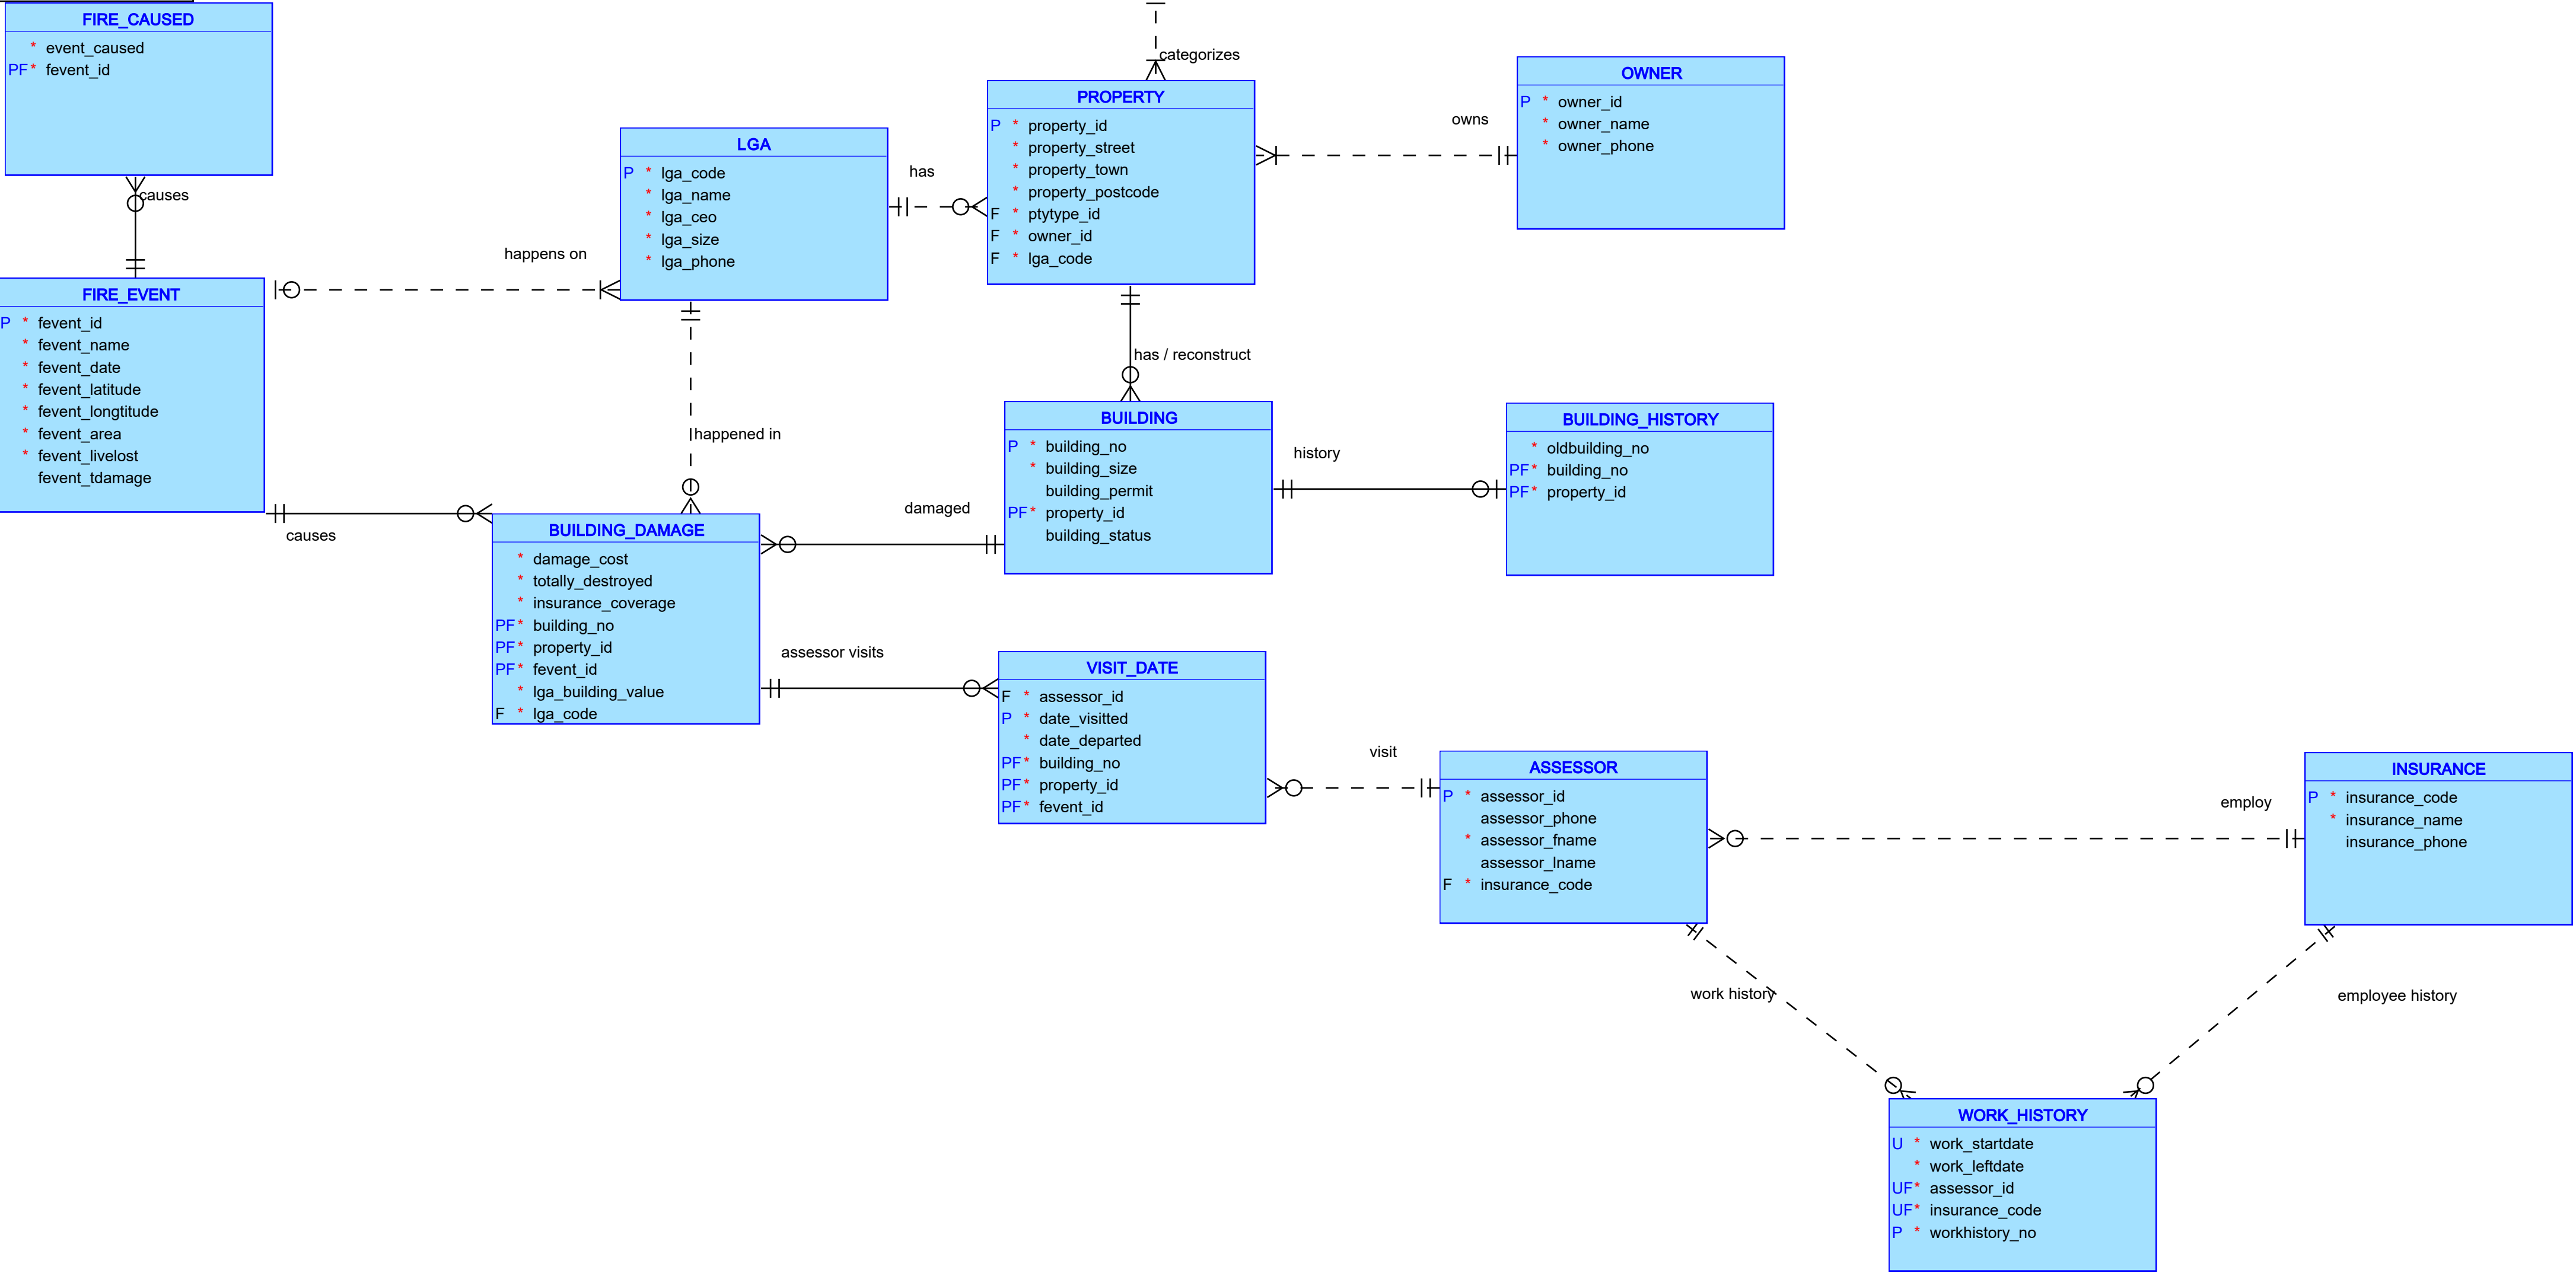 FIRE_CAUSED
* event_caused
PF* fevent_id
causes
FIRE_EVENT
P * fevent_id
* fevent_name
* fevent_date
* fevent_latitude
* fevent_longtitude
* fevent_area
* fevent_livelost
fevent_tdamage
happens on
causes
LGA
P * lga_code
* lga_name
* lga_ceo
* lga_size
* lga_phone
has
happened in
categorizes
PROPERTY
P * property_id
* property_street
* property_town
* property_postcode
F * ptytype_id
F * owner_id
F * lga_code
owns
OWNER
P * owner_id
* owner_name
* owner_phone
has / reconstruct
BUILDING
P * building_no
* building_size
building_permit
PF* property_id
building_status
history
BUILDING_HISTORY
* oldbuilding_no
PF* building_no
PF* property_id
damaged
BUILDING_DAMAGE
* damage_cost
* totally_destroyed
* insurance_coverage
PF* building_no
PF* property_id
PF* fevent_id
* lga_building_value
F * lga_code
assessor visits
VISIT_DATE
F * assessor_id
P * date_visitted
* date_departed
PF* building_no
PF* property_id
PF* fevent_id
visit
ASSESSOR
P * assessor_id
assessor_phone
* assessor_fname
assessor_lname
F * insurance_code
employ
INSURANCE
P * insurance_code
* insurance_name
insurance_phone
work history
employee history
WORK_HISTORY
U * work_startdate
* work_leftdate
UF* assessor_id
UF* insurance_code
P * workhistory_no